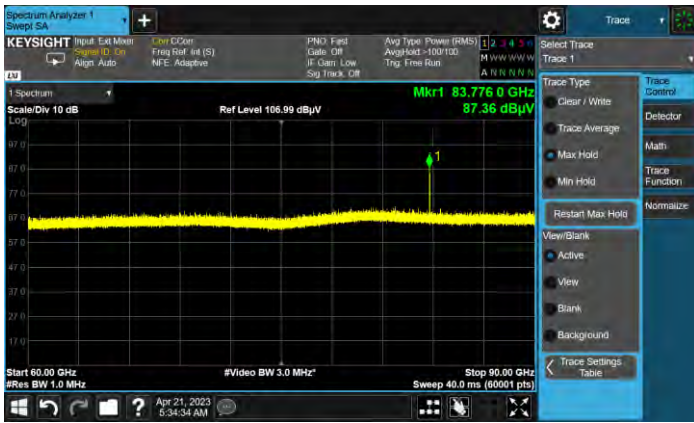 Spectrum Analyzer 1
Swept SA
Trace
KEYSIGHT
Input: Ext Mixer
Signal ID: On
Align: Auto
Corr CCorr
Freq Ref: Int (S)
NFE: Adaptive
PNO: Fast
Gate: Off
IF Gain: Low
Sig Track: Off
Avg Type: Power (RMS)
Avg|Hold:>100/100
Trig: Free Run
1 2 3 4 5 6
M W W W W W
A N N N N N
Select Trace
Trace 1
1 Spectrum
Mkr1 83.776 0 GHz
87.36 dBµV
Scale/Div 10 dB
Ref Level 106.99 dBµV
Log
97.0
87.0
77.0
67.0
57.0
47.0
37.0
27.0
17.0
1
Start 60.00 GHz
#Video BW 3.0 MHz*
Stop 90.00 GHz
#Res BW 1.0 MHz
Sweep 40.0 ms (60001 pts)
Trace Type
Clear / Write
Trace Average
Max Hold
Min Hold
Restart Max Hold
View/Blank
Active
View
Blank
Background
Trace Settings
Table
Trace
Control
Detector
Math
Trace
Function
Normalize
?
Apr 21, 2023
5:34:34 AM